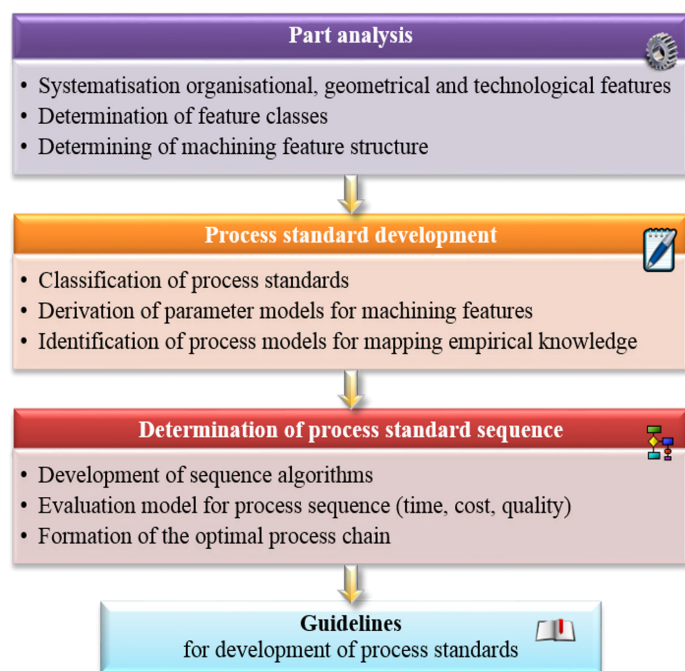 Part analysis
• Systematisation organisational, geometrical and technological features
• Determination of feature classes
• Determining of machining feature structure
Process standard development
• Classification of process standards
• Derivation of parameter models for machining features
• Identification of process models for mapping empirical knowledge
Determination of process standard sequence
• Development of sequence algorithms
• Evaluation model for process sequence (time, cost, quality)
• Formation of the optimal process chain
Guidelines
for development of process standards